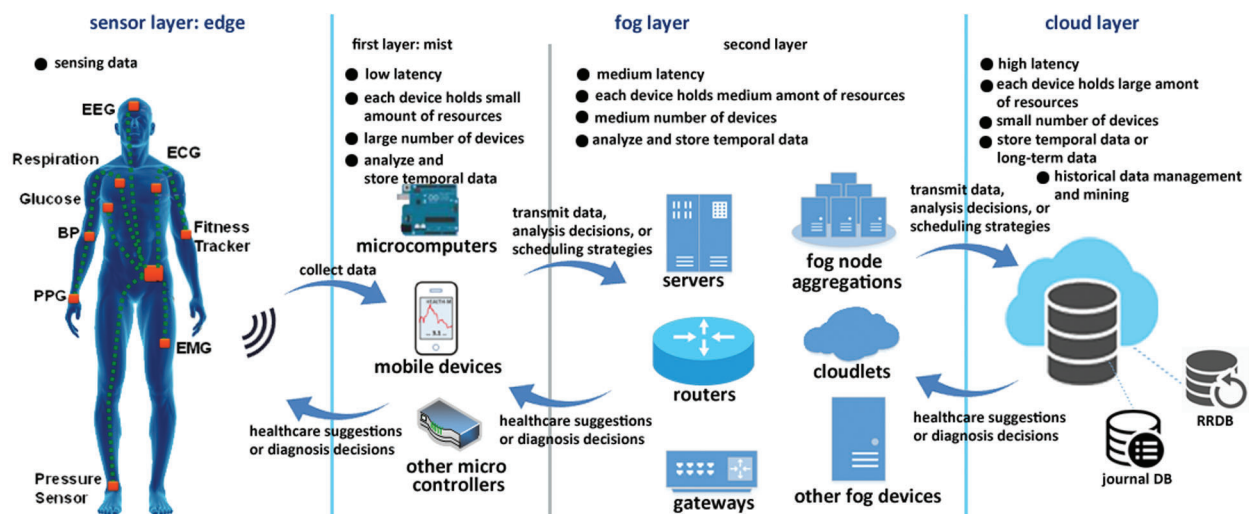 sensor layer: edge
sensing data
EEG
Respiration
ECG
Glucose
BP
Fitness
Tracker
PPG
EMG
Pressure
Sensor
collect data
healthcare suggestions
or diagnosis decisions
fog layer
first layer: mist
low latency
each device holds small
amount of resources
large number of devices
analyze and
store temporal data
microcomputers
HEALTH M
9.1
mobile devices
other micro
controllers
transmit data,
analysis decisions, or
scheduling strategies
healthcare suggestions
or diagnosis decisions
second layer
medium latency
each device holds medium amont of resources
medium number of devices
analyze and store temporal data
servers
routers
gateways
fog node
aggregations
cloudlets
other fog devices
transmit data,
analysis decisions, or
scheduling strategies
healthcare suggestions
or diagnosis decisions
cloud layer
high latency
each device holds large amont
of resources
small number of devices
store temporal data or
long-term data
historical data management
and mining
RRDB
journal DB